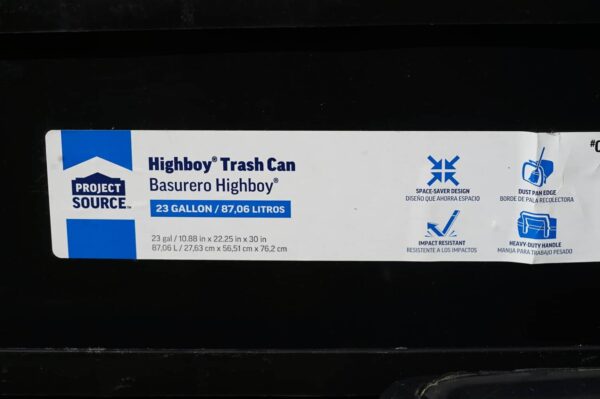 PROJECT
SOURCE™
Highboy® Trash Can
Basurero Highboy®
23 GALLON / 87,06 LITROS
23 gal / 10.88 in x 22.25 in x 30 in
87,06 L / 27,63 cm x 56,51 cm x 76,2 cm
SPACE-SAVER DESIGN
DISEÑO QUE AHORRA ESPACIO
DUST PAN EDGE
BORDE DE PALA RECOLECTORA
IMPACT RESISTANT
RESISTENTE A LOS IMPACTOS
HEAVY-DUTY HANDLE
MANIJA PARA TRABAJO PESADO